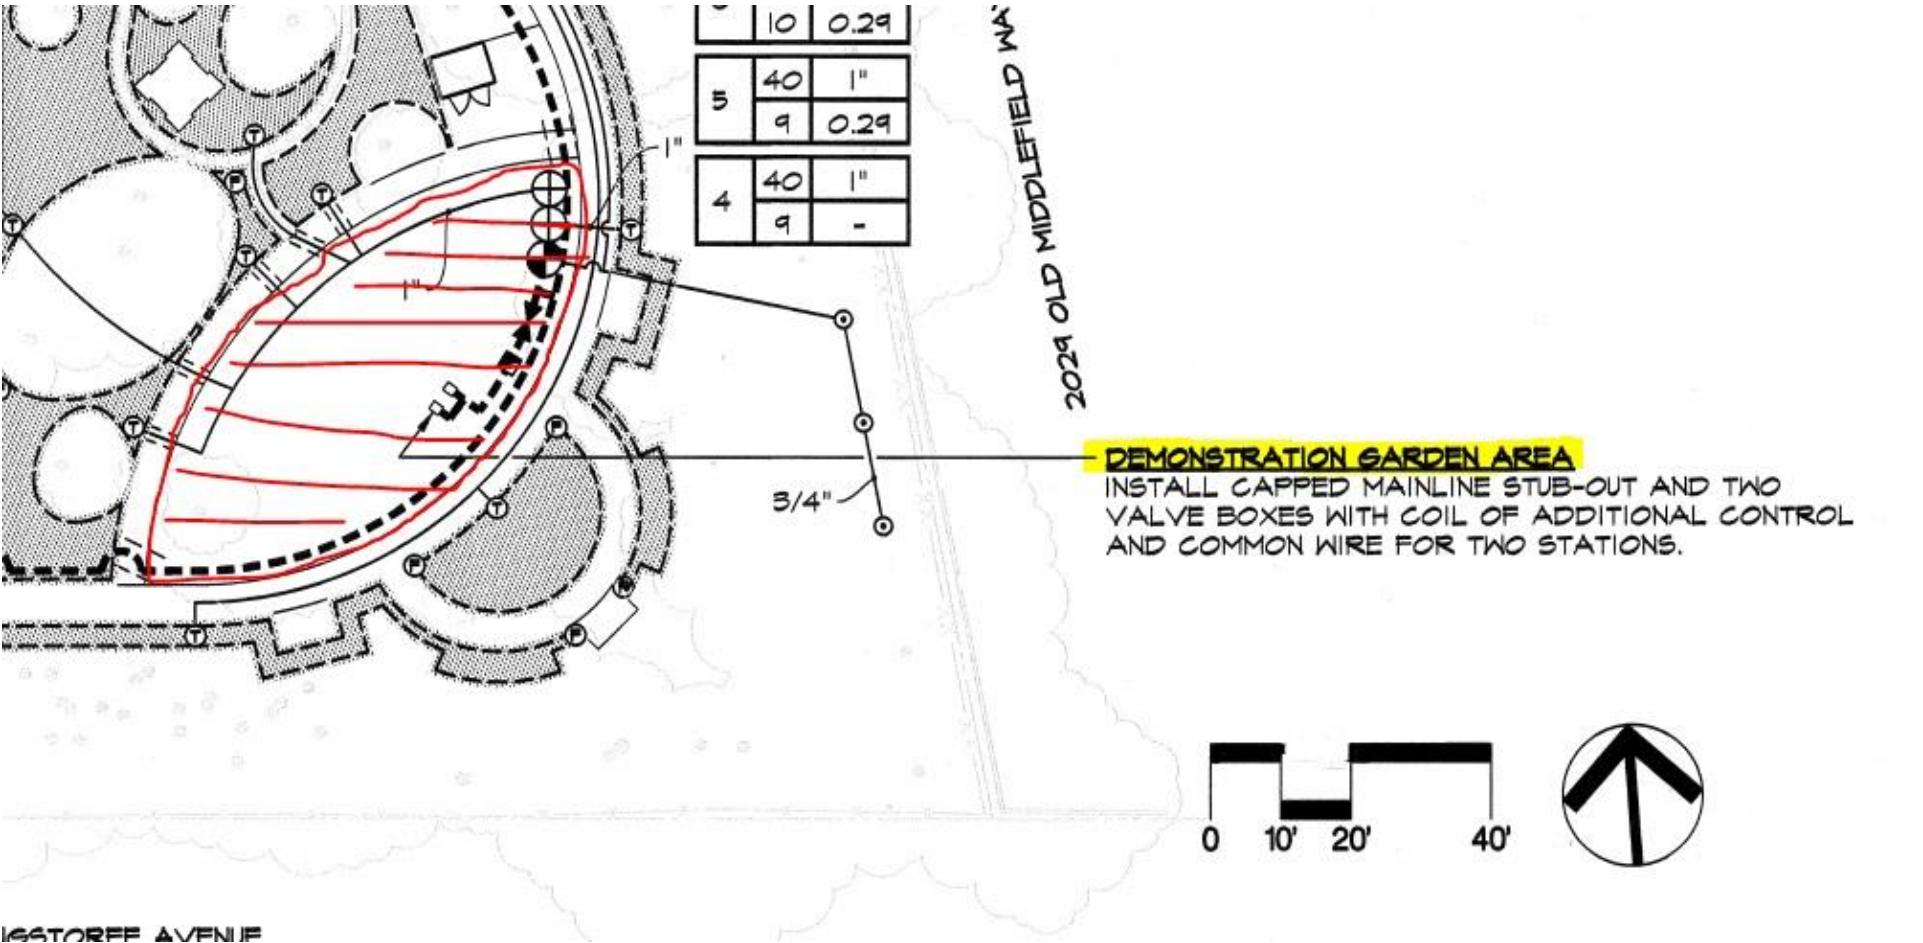 10 0.29
5 40 1"
9 0.29
4 40 1"
9 -
1"
1"
2029 OLD MIDDLEFIELD
3/4"
DEMONSTRATION GARDEN AREA
INSTALL CAPPED MAINLINE STUB-OUT AND TWO
VALVE BOXES WITH COIL OF ADDITIONAL CONTROL
AND COMMON WIRE FOR TWO STATIONS.
T
T
T
T
T
T
T
T
F
F
F
F
F
0 10' 20' 40'
AVENUE